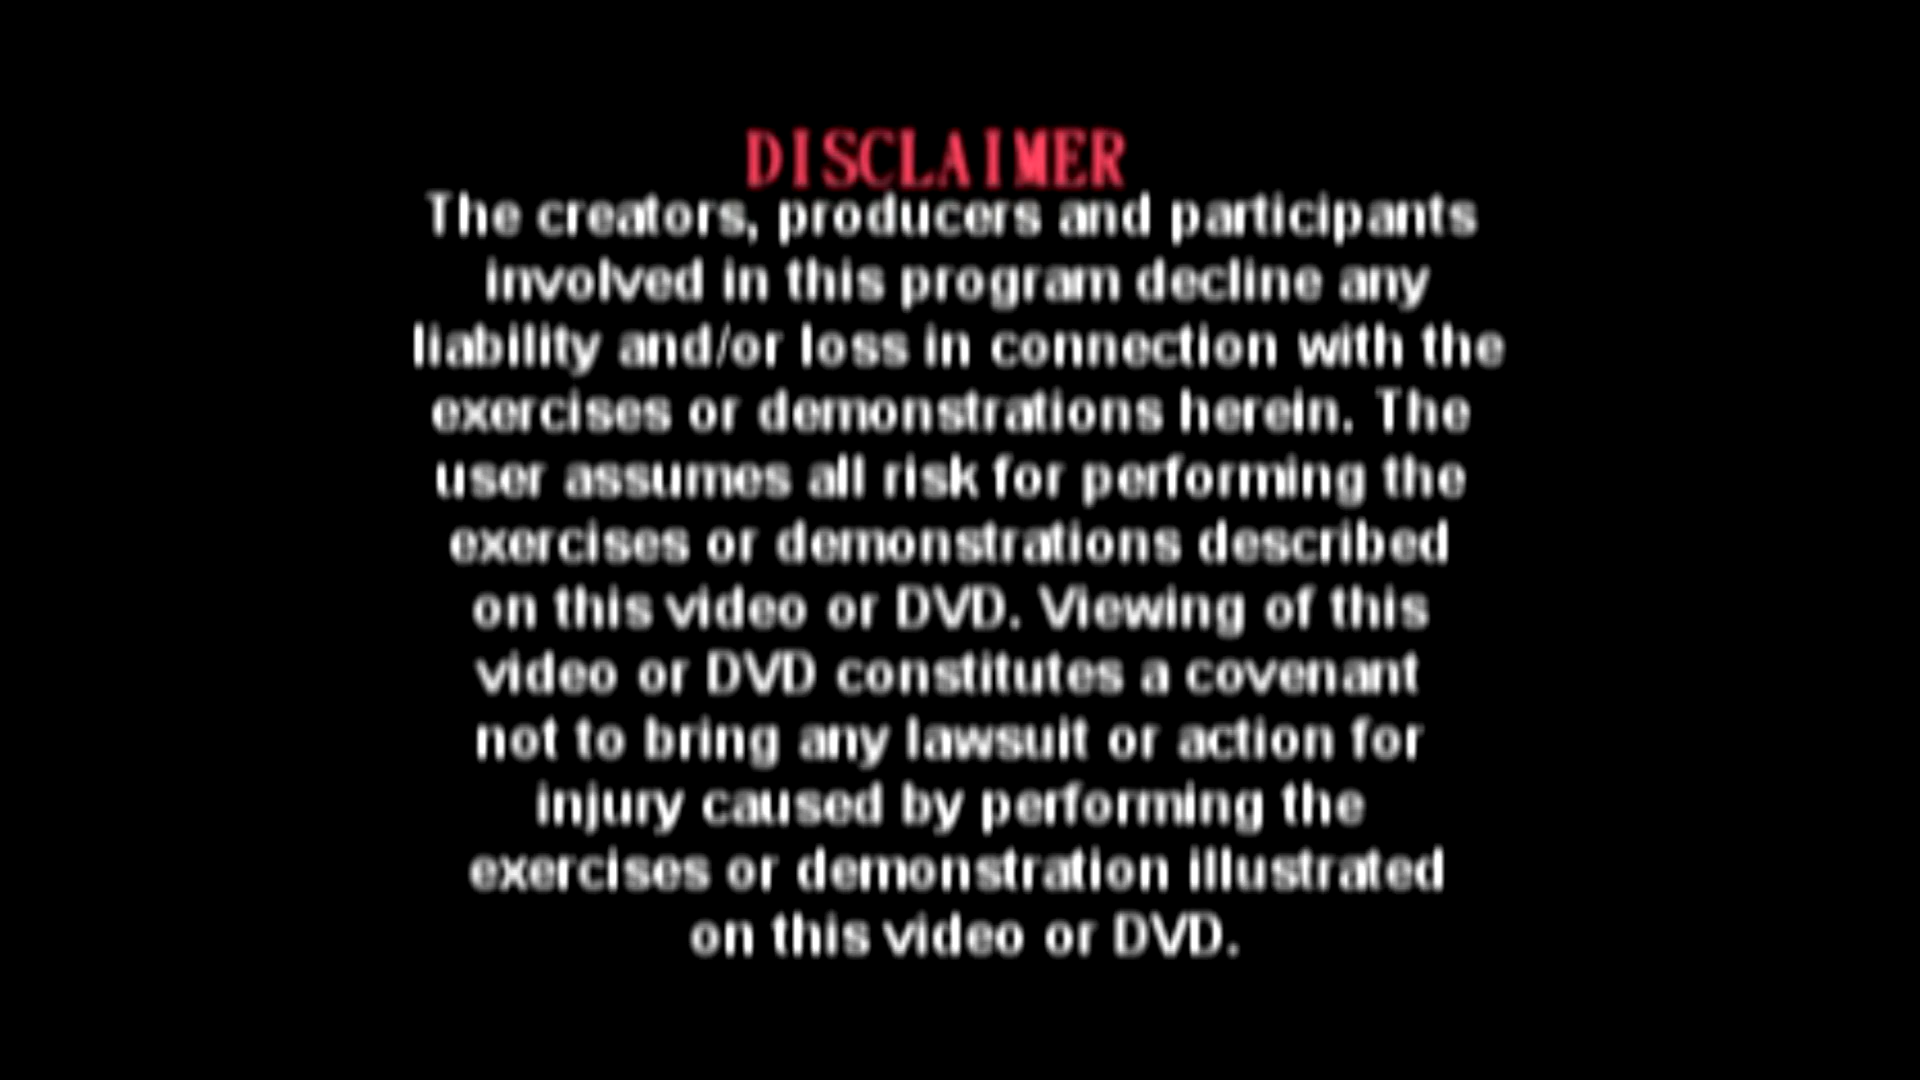 DISCLAIMER
The creators, producers and participants
involved in this program decline any
liability and/or loss in connection with the
exercises or demonstrations herein. The
user assumes all risk for performing the
exercises or demonstrations described
on this video or DVD. Viewing of this
video or DVD constitutes a covenant
not to bring any lawsuit or action for
injury caused by performing the
exercises or demonstration illustrated
on this video or DVD.